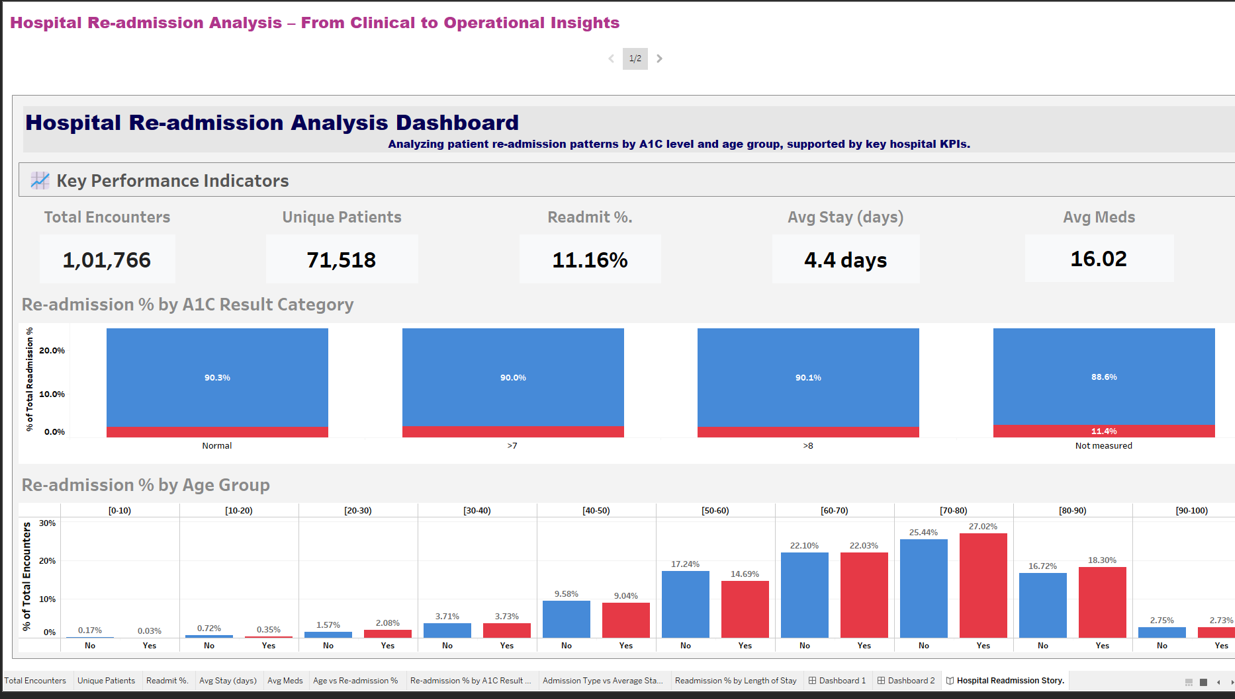 Hospital Re-admission Analysis – From Clinical to Operational Insights
1/2
Hospital Re-admission Analysis Dashboard
Analyzing patient re-admission patterns by A1C level and age group, supported by key hospital KPIs.
Key Performance Indicators
Total Encounters Unique Patients Readmit %. Avg Stay (days) Avg Meds
1,01,766 71,518 11.16% 4.4 days 16.02
Re-admission % by A1C Result Category
% of Total Readmission %
20.0%
10.0%
0.0%
90.3% 90.0% 90.1% 88.6%
11.4%
Normal >7 >8 Not measured
Re-admission % by Age Group
% of Total Encounters
[0-10) [10-20) [20-30) [30-40) [40-50) [50-60) [60-70) [70-80) [80-90) [90-100)
30%
20%
10%
0%
0.17% 0.03% 0.72% 0.35% 1.57% 2.08% 3.71% 3.73% 9.58% 9.04% 17.24% 14.69% 22.10% 22.03% 25.44% 27.02% 16.72% 18.30% 2.75% 2.73%
No Yes No Yes No Yes No Yes No Yes No Yes No Yes No Yes No Yes No Yes
Total Encounters Unique Patients Readmit %. Avg Stay (days) Avg Meds Age vs Re-admission % Re-admission % by A1C Result ... Admission Type vs Average Sta... Readmission % by Length of Stay Dashboard 1 Dashboard 2 Hospital Readmission Story.